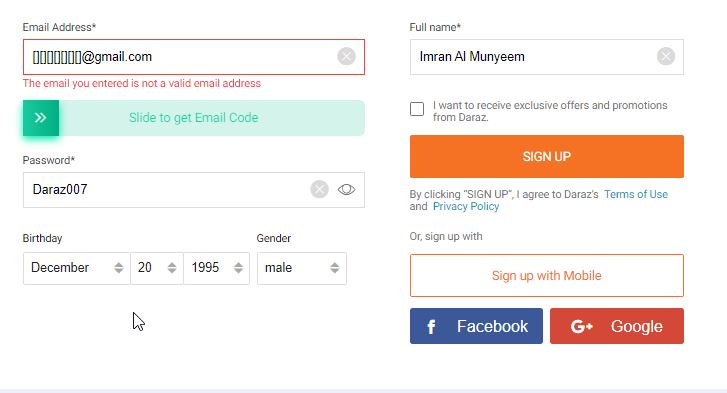 Email Address*
▯▯▯▯▯▯▯@gmail.com
The email you entered is not a valid email address
Slide to get Email Code
Password*
Daraz007
Birthday
Gender
December
20
1995
male
Full name*
Imran Al Munyeem
I want to receive exclusive offers and promotions
from Daraz.
SIGN UP
By clicking "SIGN UP", I agree to Daraz's Terms of Use
and Privacy Policy
Or, sign up with
Sign up with Mobile
Facebook
Google